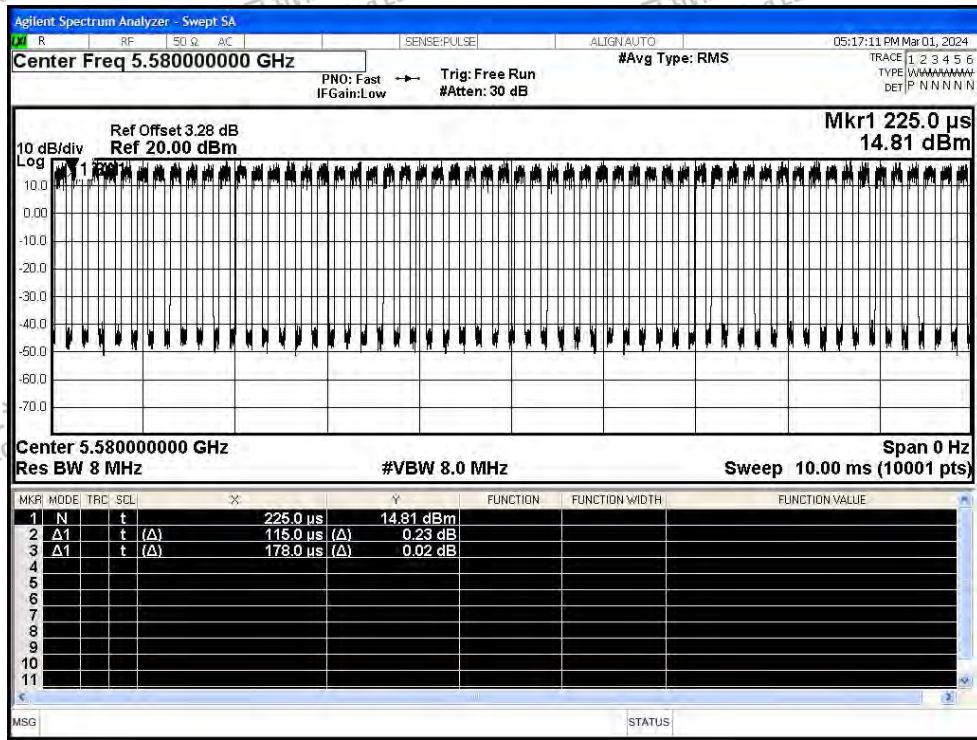 Agilent Spectrum Analyzer - Swept SA
LXI R RF 50 Ω AC SENSE:PULSE ALIGN AUTO 05:17:11 PM Mar 01, 2024
Center Freq 5.580000000 GHz #Avg Type: RMS TRACE 1 2 3 4 5 6
PNO: Fast Trig: Free Run TYPE WWWWWW
IFGain:Low #Atten: 30 dB DET P N N N N N
Mkr1 225.0 µs
Ref Offset 3.28 dB
10 dB/div Ref 20.00 dBm 14.81 dBm
Log
10.0
0.00
-10.0
-20.0
-30.0
-40.0
-50.0
-60.0
-70.0
Center 5.580000000 GHz Span 0 Hz
Res BW 8 MHz #VBW 8.0 MHz Sweep 10.00 ms (10001 pts)
MKR MODE TRC SCL X Y FUNCTION FUNCTION WIDTH FUNCTION VALUE
1 N t 225.0 µs 14.81 dBm
2 Δ1 t (Δ) 115.0 µs (Δ) 0.23 dB
3 Δ1 t (Δ) 178.0 µs (Δ) 0.02 dB
4
5
6
7
8
9
10
11
MSG STATUS